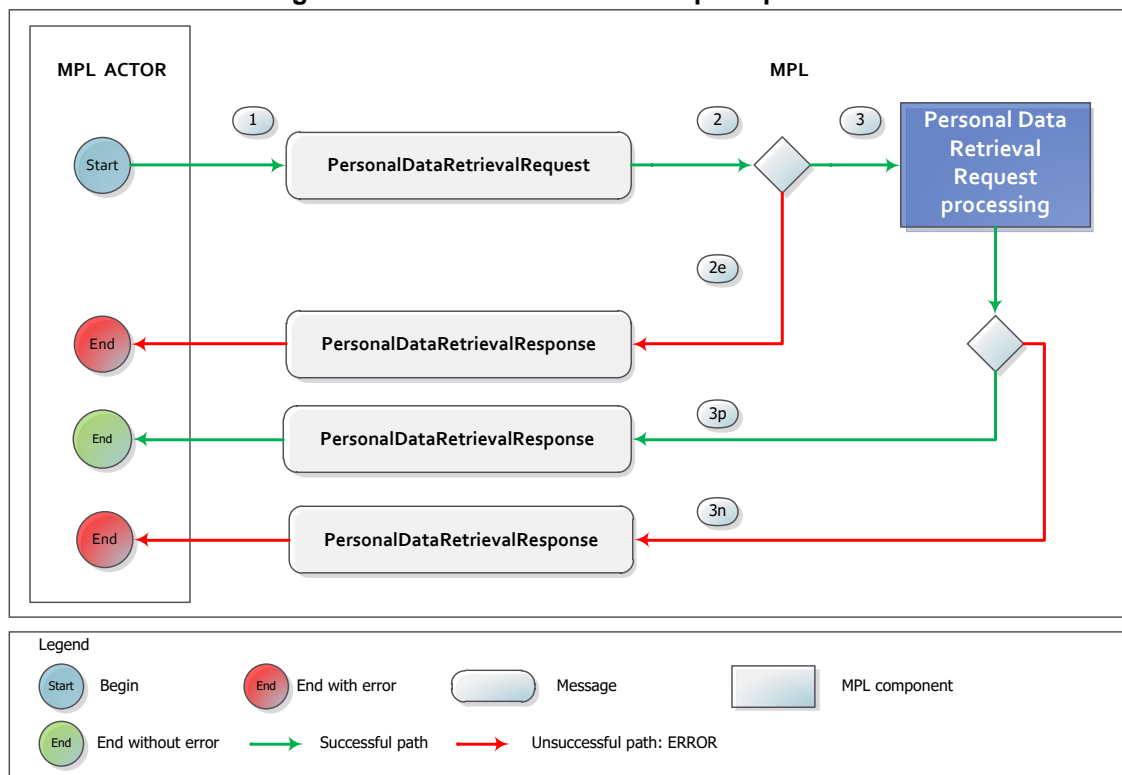 MPL ACTOR
MPL
1
2
3
Start
PersonalDataRetrievalRequest
Personal Data
Retrieval
Request
processing
2e
End
PersonalDataRetrievalResponse
3p
End
PersonalDataRetrievalResponse
3n
End
PersonalDataRetrievalResponse
Legend
Start
Begin
End
End with error
Message
MPL component
End
End without error
Successful path
Unsuccessful path: ERROR